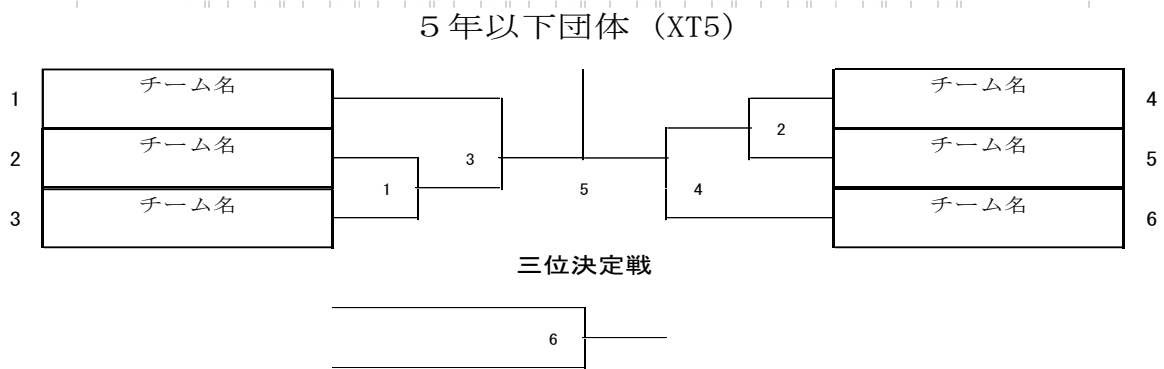 ５年以下団体 (XT5)
1 チーム名
2 チーム名
3 チーム名
1
3
5
4
2
チーム名 4
チーム名 5
チーム名 6
三位決定戦
6